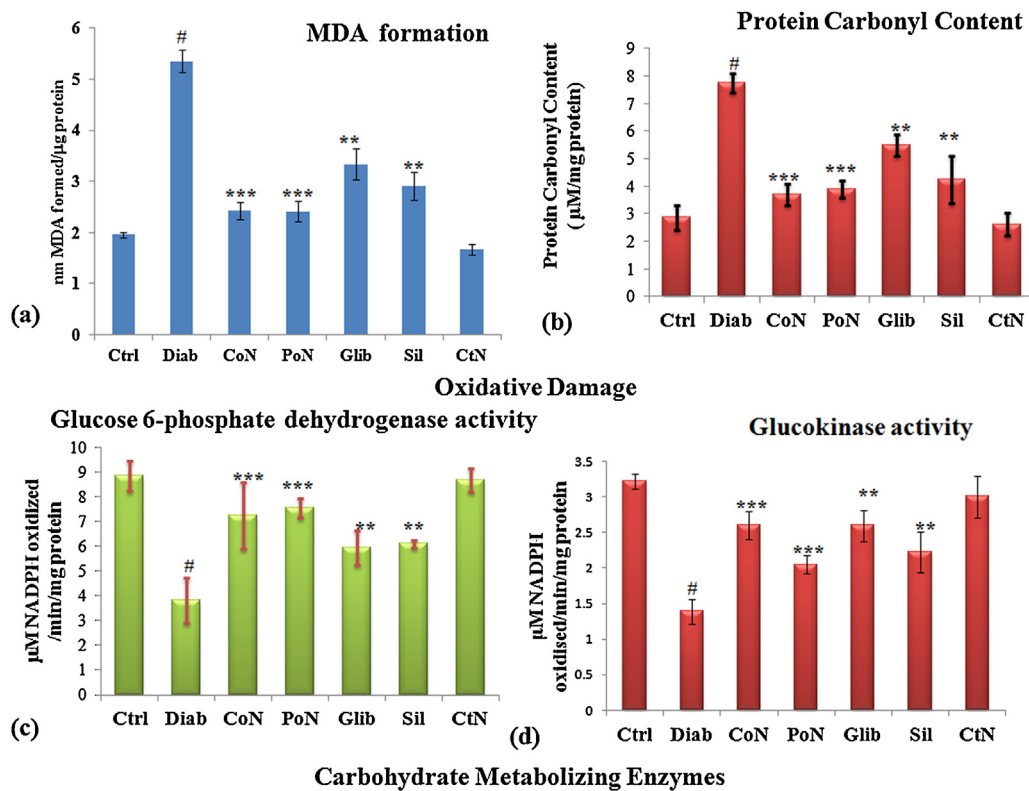 MDA formation
nm MDA formed/µg protein
6
5
4
3
2
1
0
#
***
***
**
**
Ctrl Diab CoN PoN Glib Sil CtN
(a)
Protein Carbonyl Content
Protein Carbonyl Content
(µM/mg protein)
9
8
7
6
5
4
3
2
1
0
#
***
***
**
**
Ctrl Diab CoN PoN Glib Sil CtN
(b)
Oxidative Damage
Glucose 6-phosphate dehydrogenase activity
µM NADPH oxidized
/min/mg protein
10
9
8
7
6
5
4
3
2
1
0
#
***
***
**
**
Ctrl Diab CoN PoN Glib Sil CtN
(c)
Glucokinase activity
µM NADPH
oxidised/min/mg protein
3.5
3
2.5
2
1.5
1
0.5
0
#
***
***
**
**
Ctrl Diab CoN PoN Glib Sil CtN
(d)
Carbohydrate Metabolizing Enzymes